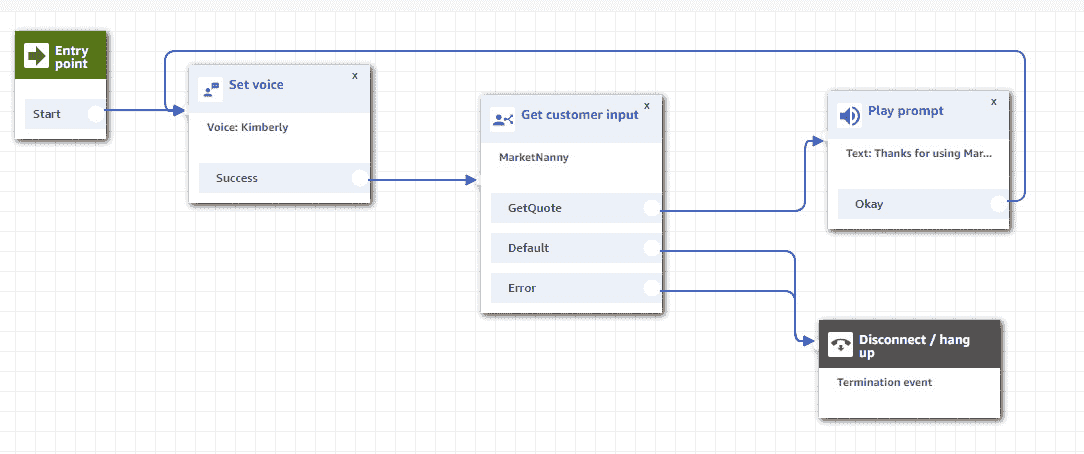 Entry
point
Start
x
Set voice
Voice: Kimberly
Success
x
Get customer input
MarketNanny
GetQuote
Default
Error
x
Play prompt
Text: Thanks for using Mar...
Okay
Disconnect / hang
up
Termination event